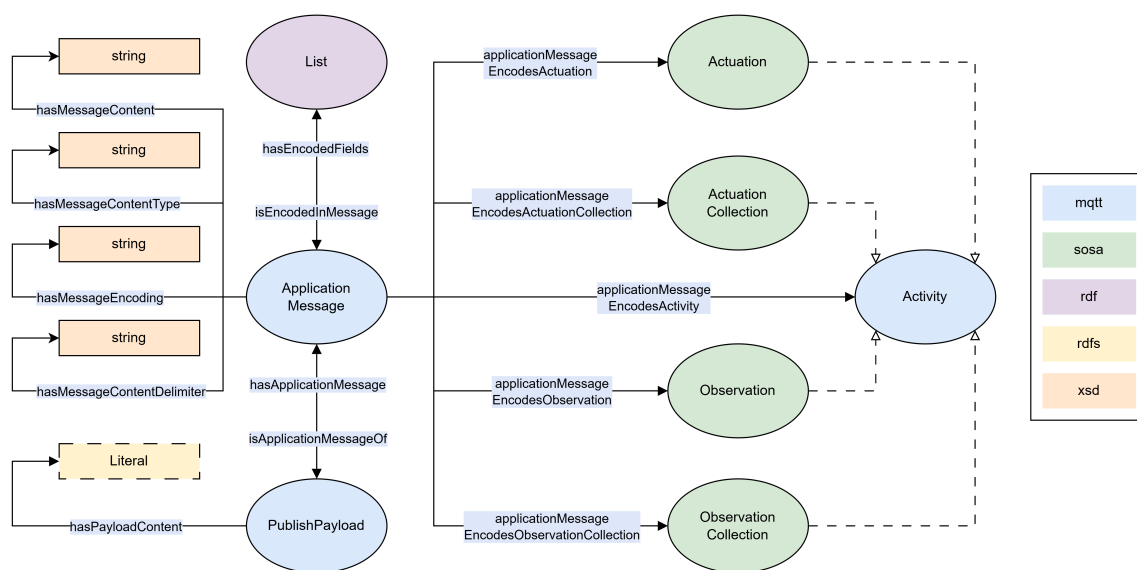 string
hasMessageContent
string
hasMessageContentType
string
hasMessageEncoding
string
hasMessageContentDelimiter
Literal
hasPayloadContent
List
hasEncodedFields
isEncodedInMessage
Application
Message
hasApplicationMessage
isApplicationMessageOf
PublishPayload
applicationMessage
EncodesActuation
applicationMessage
EncodesActuationCollection
applicationMessage
EncodesActivity
applicationMessage
EncodesObservation
applicationMessage
EncodesObservationCollection
Actuation
Actuation
Collection
Observation
Observation
Collection
Activity
mqtt
sosa
rdf
rdfs
xsd